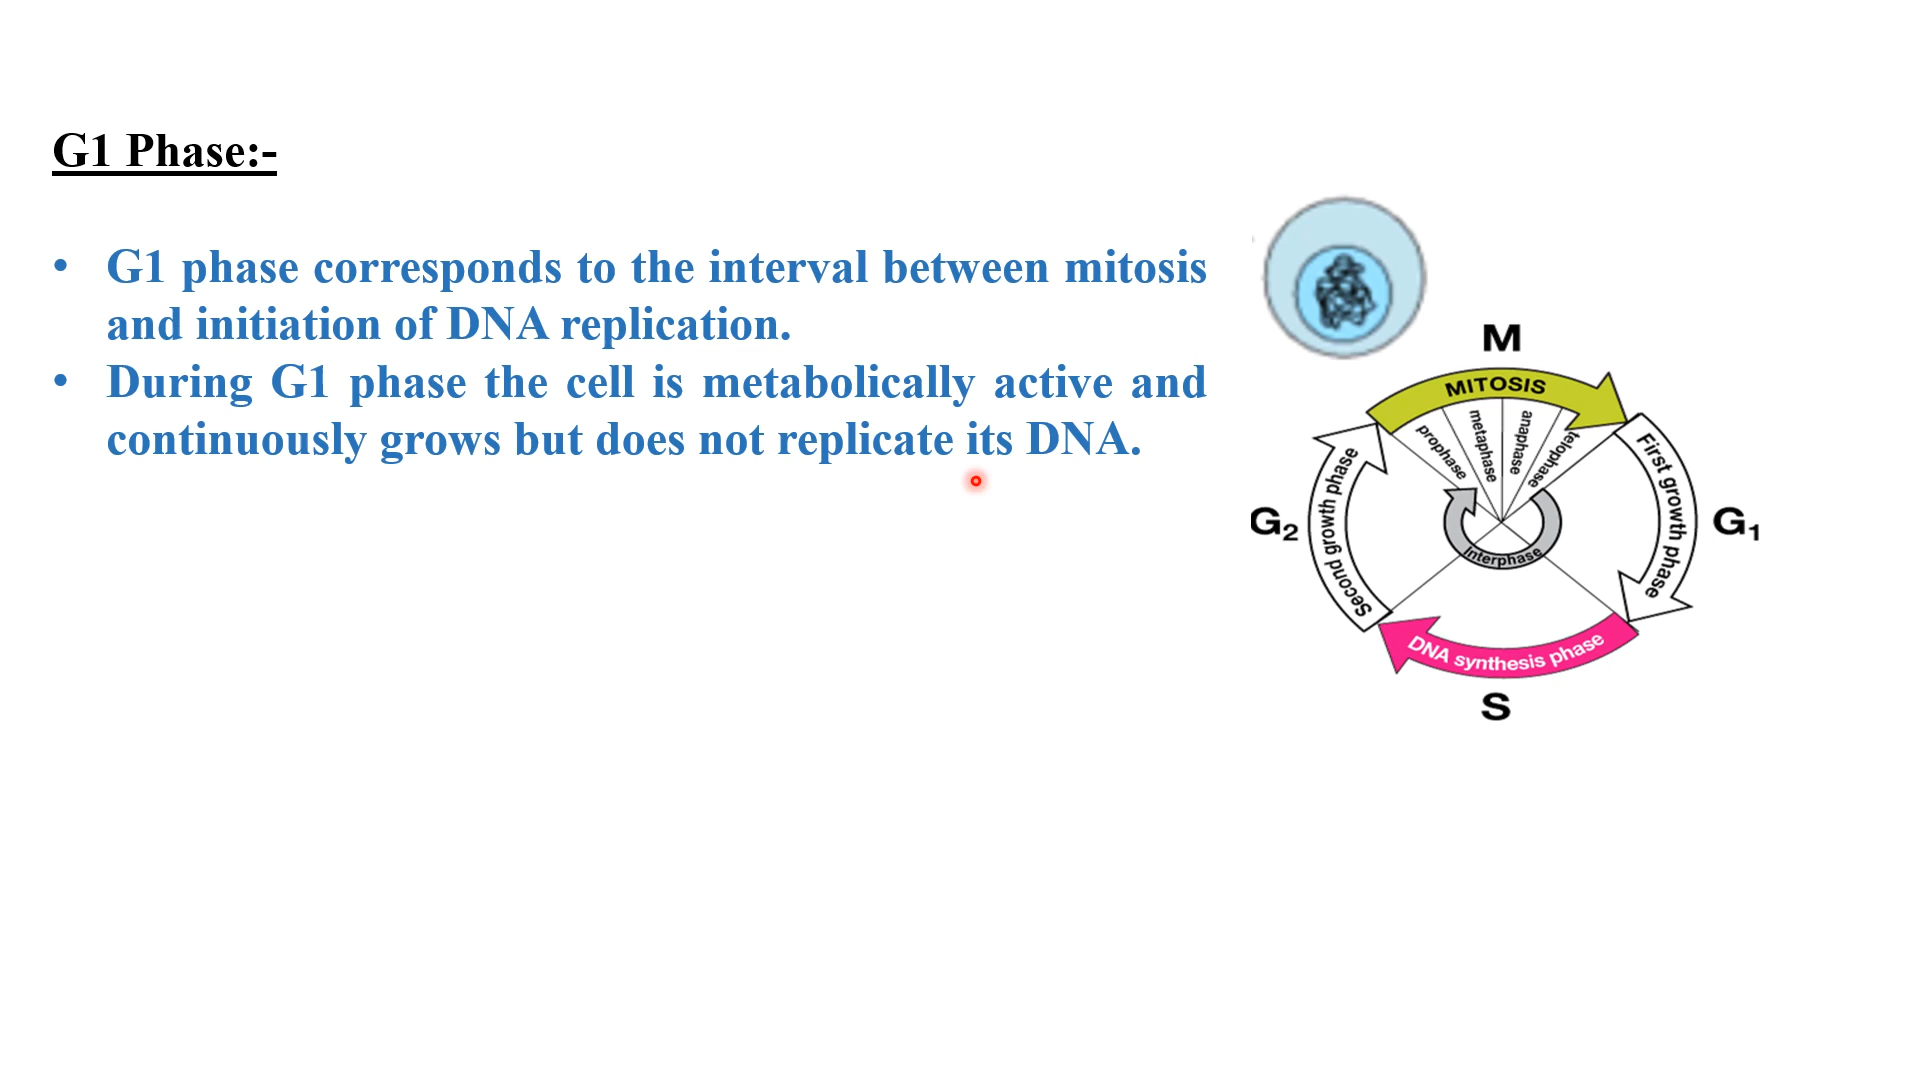 G1 Phase:-
• G1 phase corresponds to the interval between mitosis
and initiation of DNA replication.
• During G1 phase the cell is metabolically active and
continuously grows but does not replicate its DNA.
M
MITOSIS
prophase
metaphase
anaphase
telophase
First growth phase
Second growth phase
G₂
G₁
Interphase
DNA synthesis phase
S